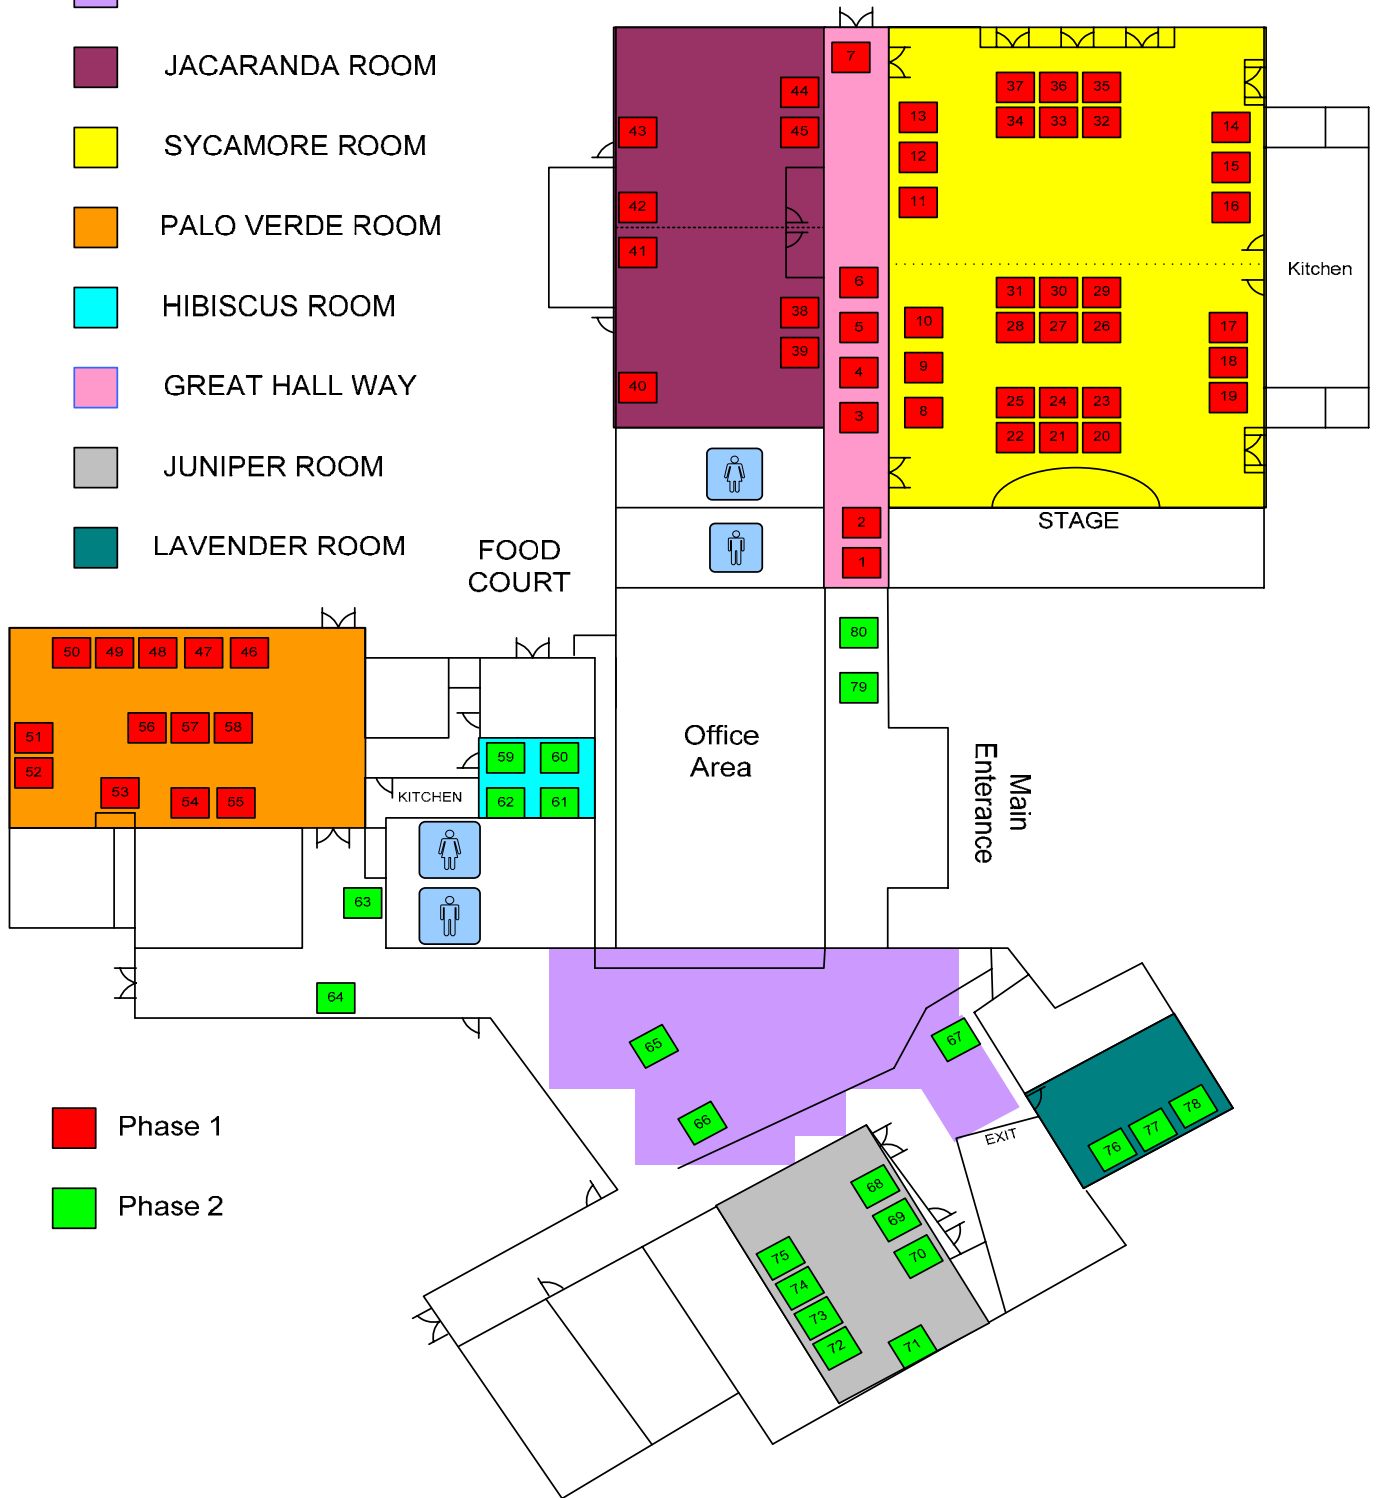 JACARANDA ROOM
SYCAMORE ROOM
PALO VERDE ROOM
HIBISCUS ROOM
GREAT HALL WAY
JUNIPER ROOM
LAVENDER ROOM
7
44
43
45
42
41
38
39
40
6
5
4
3
2
1
37 36 35
34 33 32
13
12
11
14
15
16
31 30 29
28 27 26
10
9
8
17
18
19
25 24 23
22 21 20
Kitchen
STAGE
FOOD
COURT
80
79
Office
Area
Main
Enterance
50 49 48 47 46
56 57 58
51
52
53
54 55
59 60
62 61
KITCHEN
63
64
65
66
67
EXIT
76 77 78
68
69
70
75
74
73
72
71
Phase 1
Phase 2